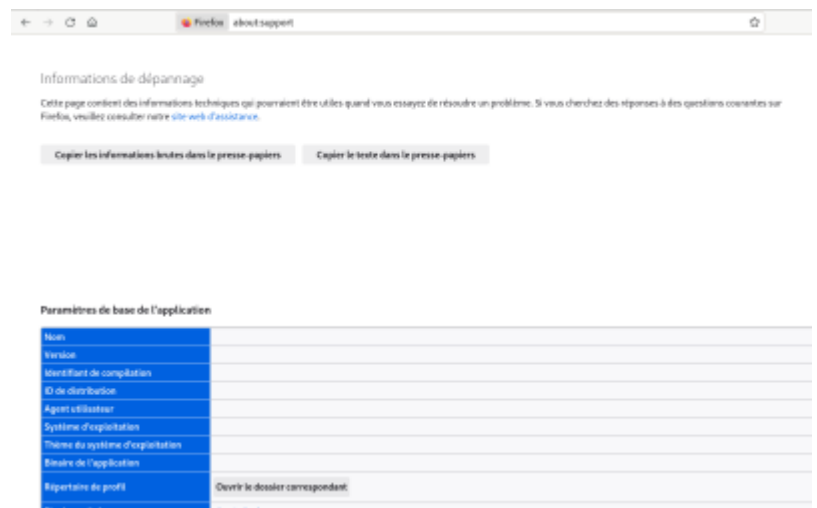 Firefox about:support
Informations de dépannage
Cette page contient des informations techniques qui pourraient être utiles quand vous essayez de résoudre un problème. Si vous cherchez des réponses à des questions courantes sur
Firefox, veuillez consulter notre site web d'assistance.
Copier les informations brutes dans le presse-papiers Copier le texte dans le presse-papiers
Paramètres de base de l'application
Nom
Version
Identifiant de compilation
ID de distribution
Agent utilisateur
Système d'exploitation
Thème du système d'exploitation
Binaire de l'application
Répertoire de profil Ouvrir le dossier correspondant